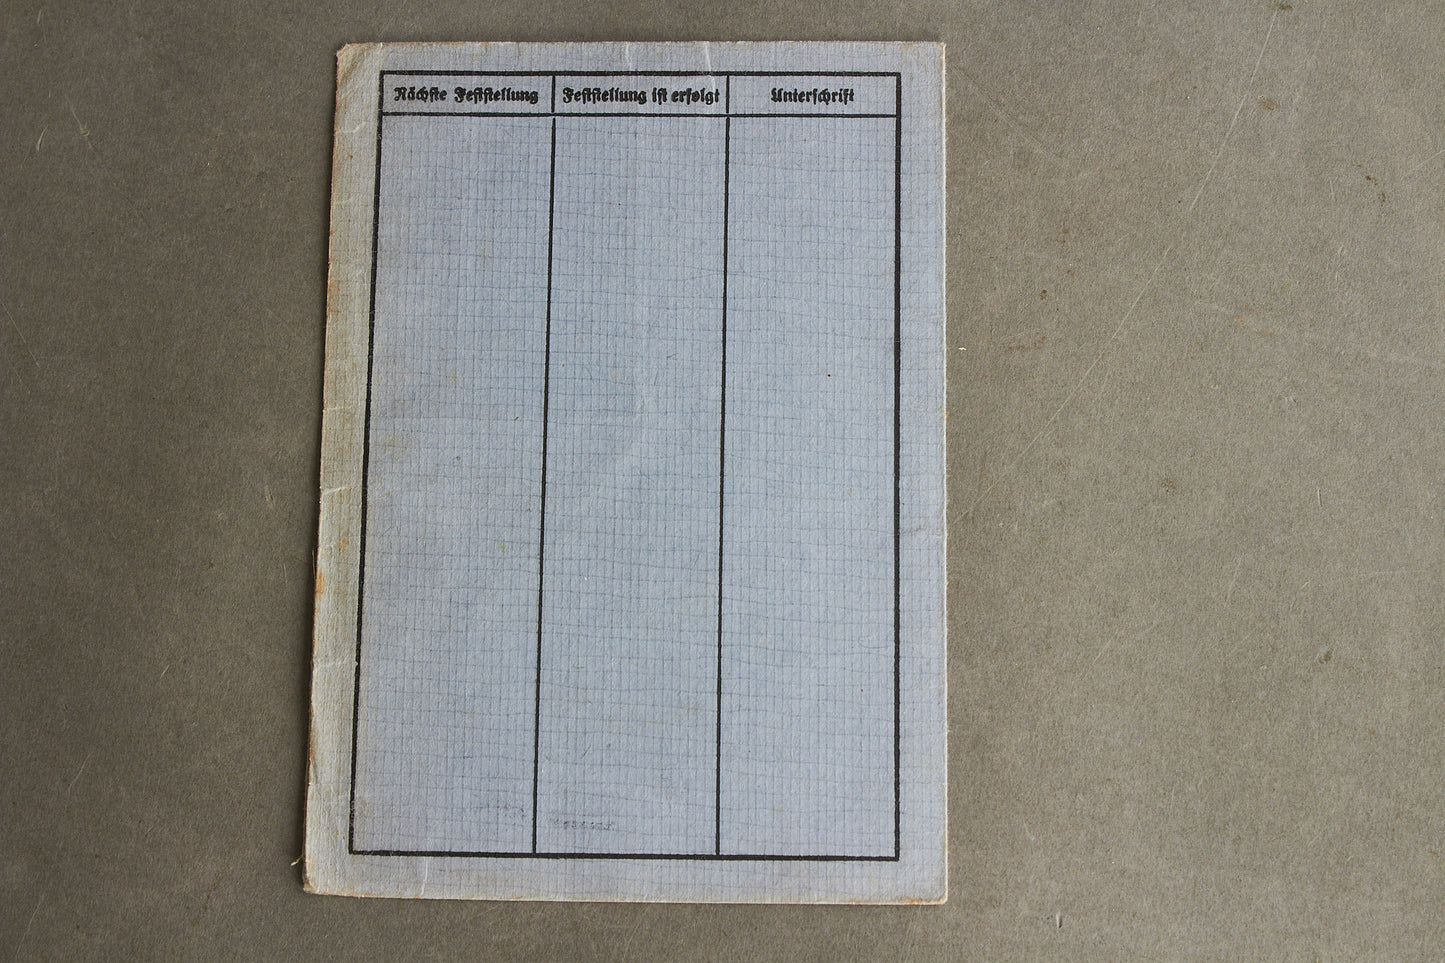 Nächste Feststellung
Feststellung ist erfolgt
Unterschrift